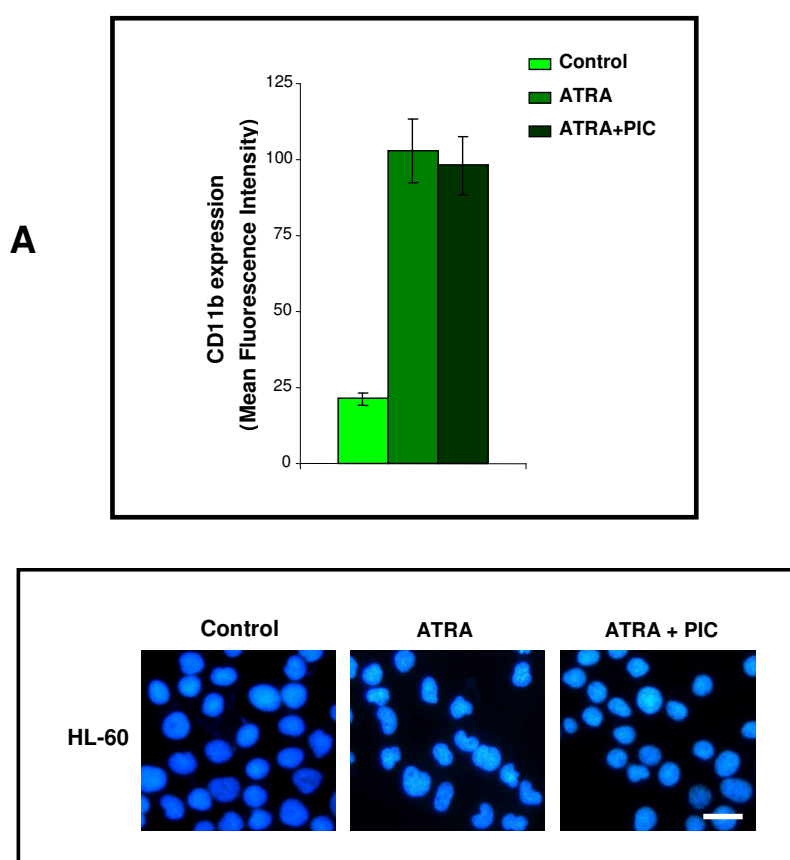 A
CD11b expression
(Mean Fluorescence Intensity)
125
100
75
50
25
0
Control
ATRA
ATRA+PIC
Control
ATRA
ATRA + PIC
HL-60